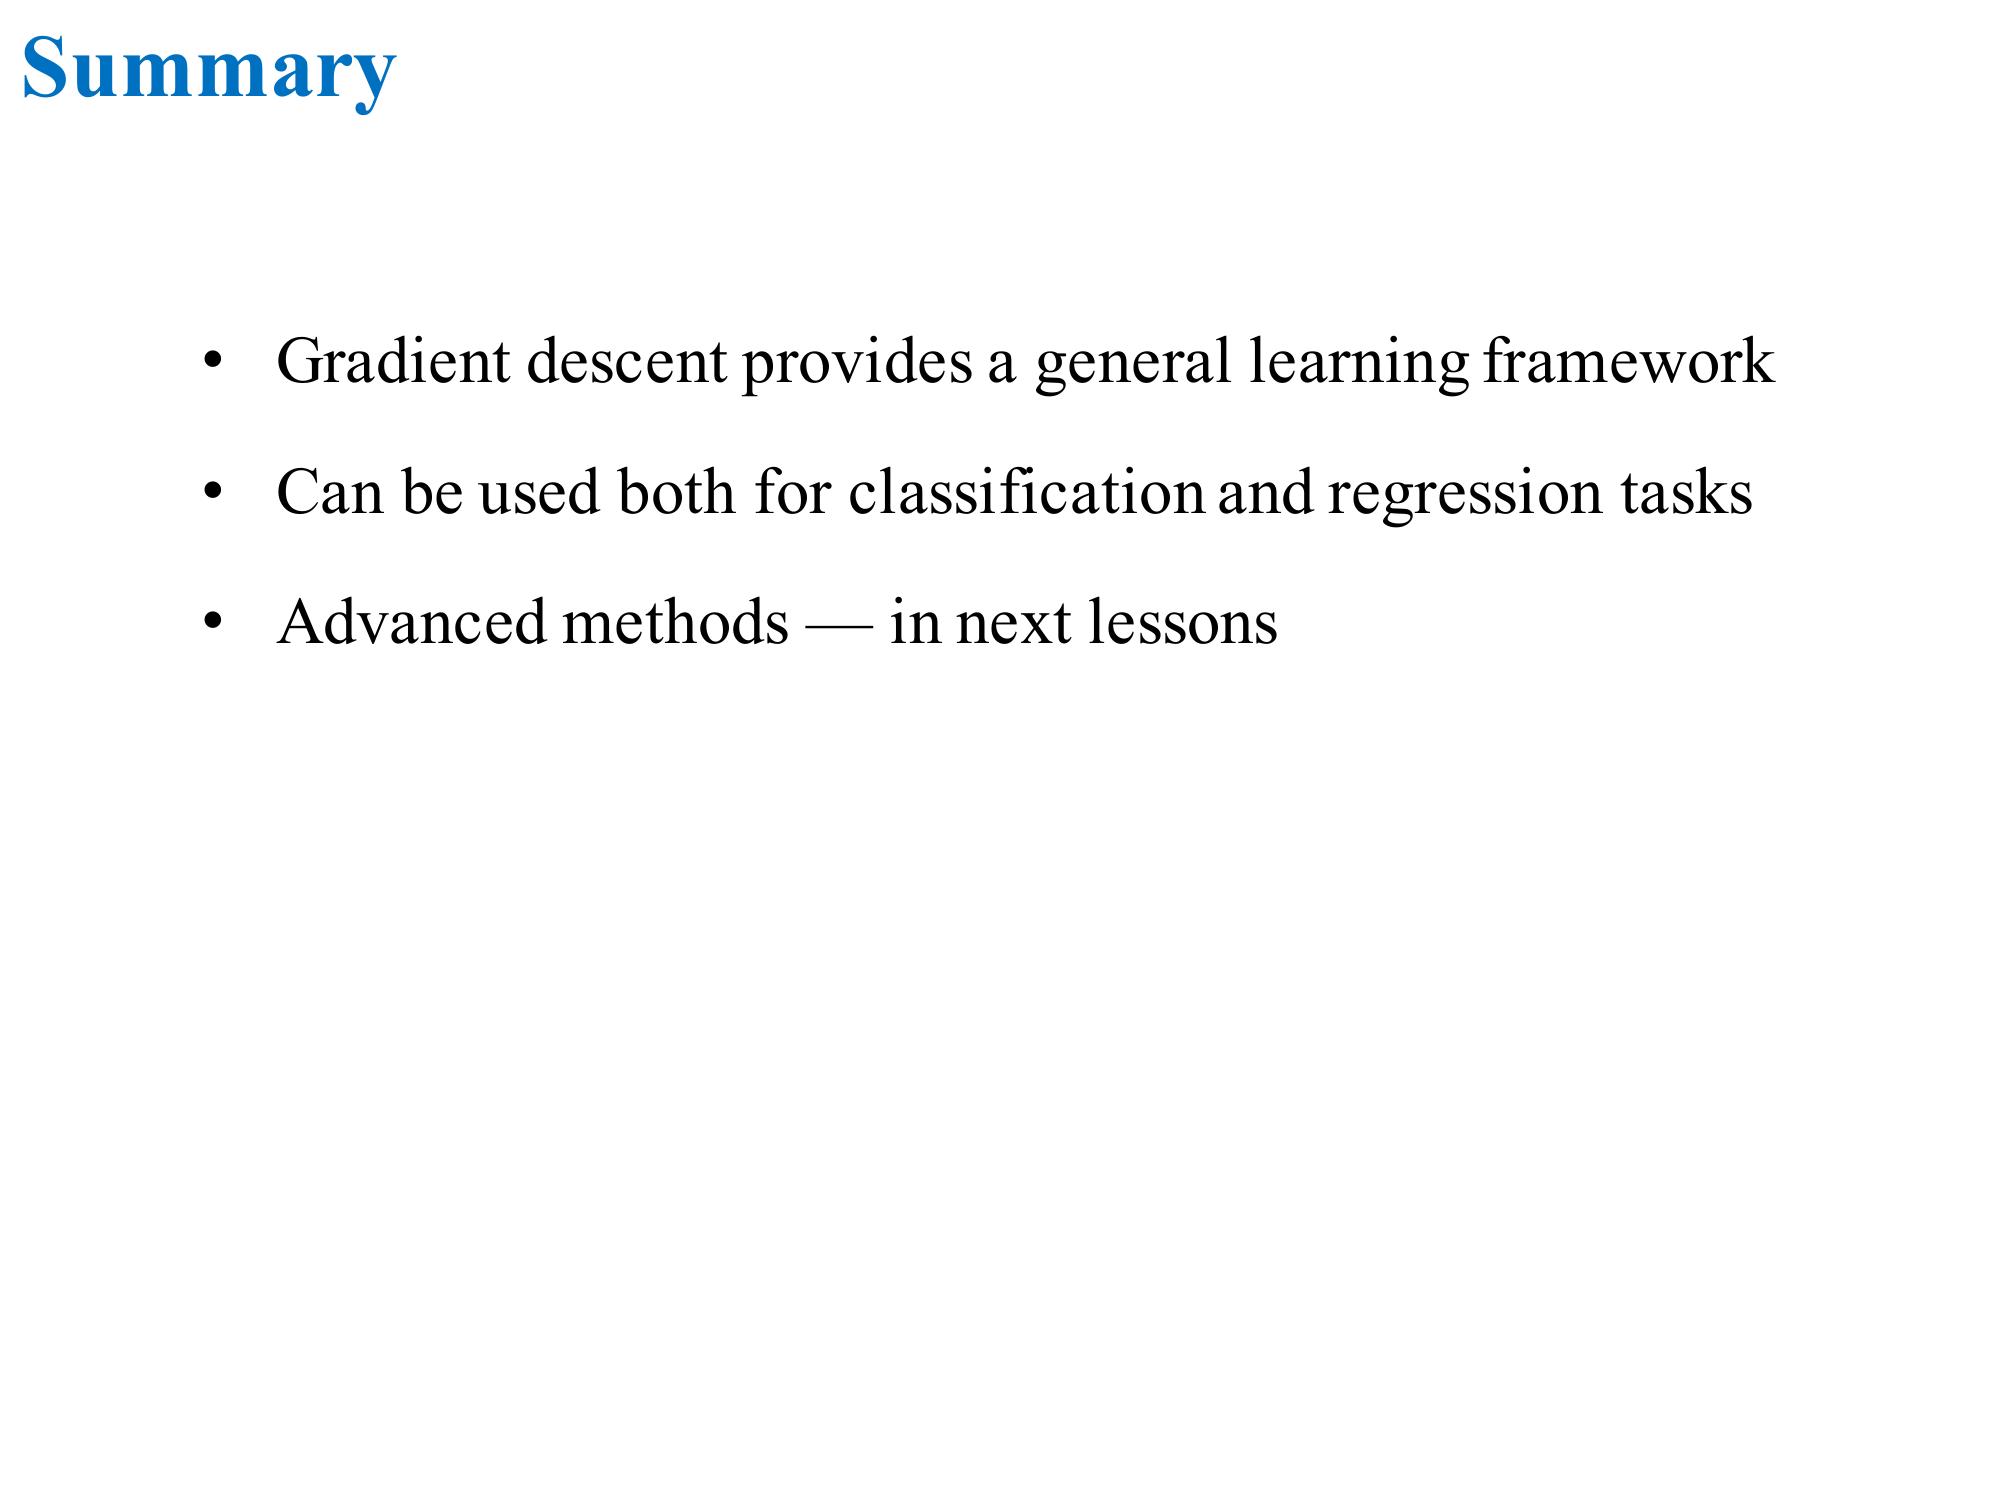 Summary
• Gradient descent provides a general learning framework
• Can be used both for classification and regression tasks
• Advanced methods — in next lessons